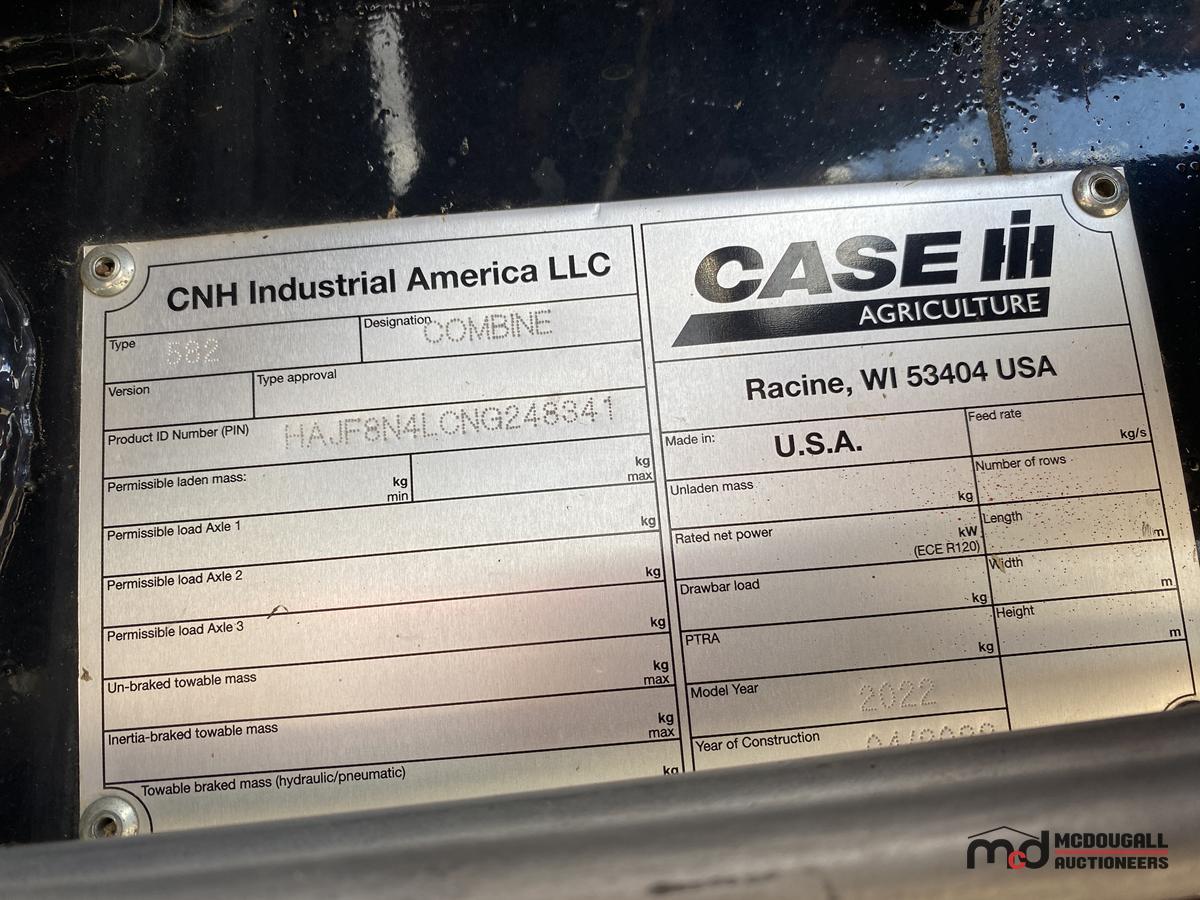 CNH Industrial America LLC
Type 582
Designation COMBINE
Version
Type approval
Product ID Number (PIN) HAJF8N4LCNG248341
Permissible laden mass: kg min kg max
Permissible load Axle 1 kg
Permissible load Axle 2 kg
Permissible load Axle 3 kg
Un-braked towable mass kg max
Inertia-braked towable mass kg max
Towable braked mass (hydraulic/pneumatic) kg
CASE IH
AGRICULTURE
Racine, WI 53404 USA
Made in: U.S.A.
Feed rate kg/s
Unladen mass kg
Number of rows
Rated net power kW (ECE R120)
Length m
Drawbar load kg
Width m
PTRA kg
Height m
Model Year 2022
Year of Construction
mcd MCDOUGALL
AUCTIONEERS